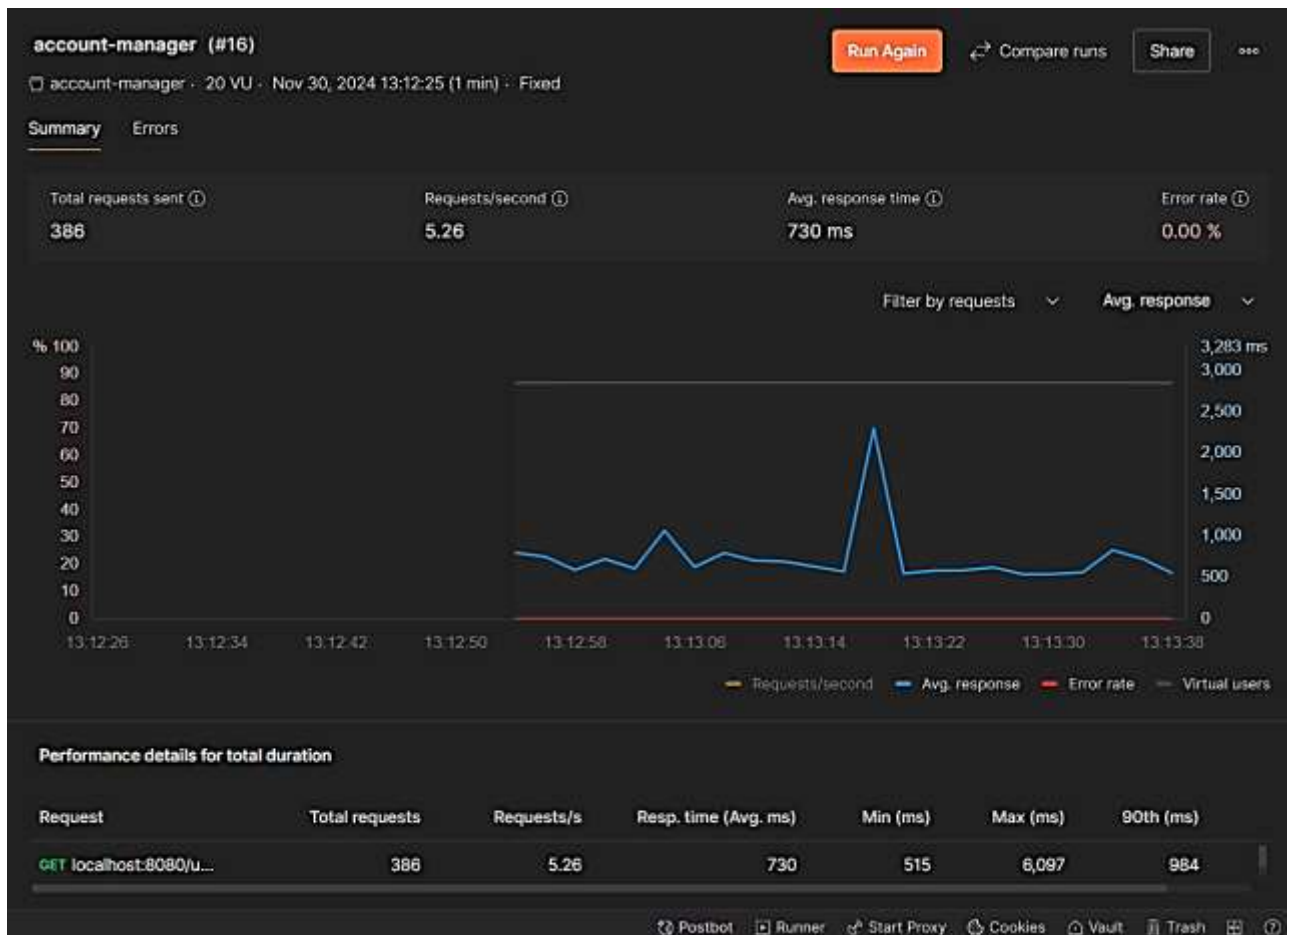 account-manager (#16)
Run Again
Compare runs
Share
account-manager · 20 VU · Nov 30, 2024 13:12:25 (1 min) · Fixed
Summary Errors
Total requests sent Requests/second Avg. response time Error rate
386 5.26 730 ms 0.00 %
Filter by requests Avg. response
% 100 3,283 ms
90 3,000
80
70 2,500
60 2,000
50
40 1,500
30 1,000
20
10 500
0 0
13:12:26 13:12:34 13:12:42 13:12:50 13:12:58 13:13:06 13:13:14 13:13:22 13:13:30 13:13:38
Requests/second Avg. response Error rate Virtual users
Performance details for total duration
Request Total requests Requests/s Resp. time (Avg. ms) Min (ms) Max (ms) 90th (ms)
GET localhost:8080/u... 386 5.26 730 515 6,097 984
Postbot Runner Start Proxy Cookies Vault Trash